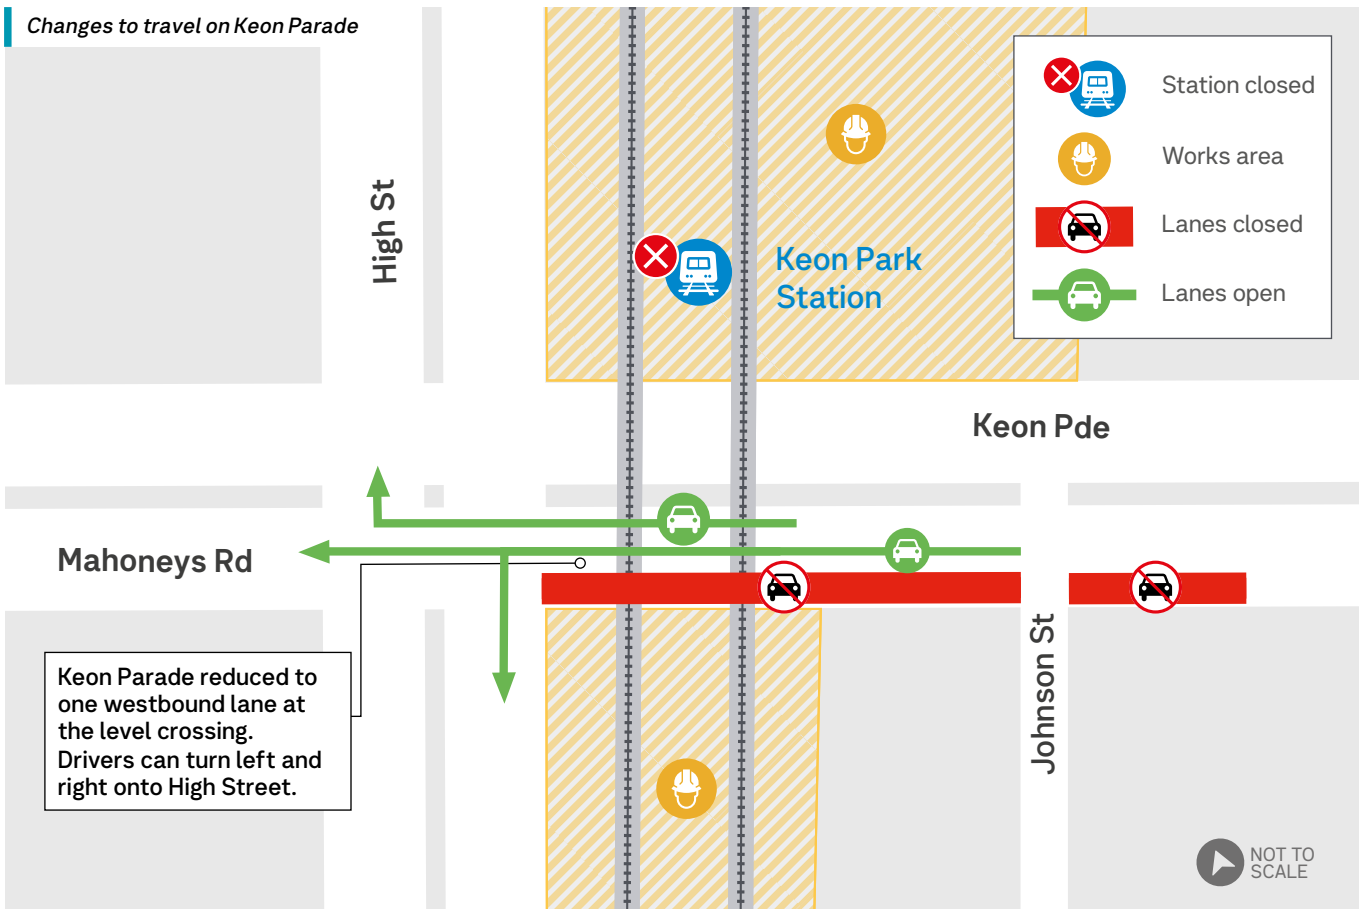 Changes to travel on Keon Parade
Station closed
Works area
Lanes closed
Lanes open
High St
Keon Park
Station
Keon Pde
Mahoneys Rd
Keon Parade reduced to
one westbound lane at
the level crossing.
Drivers can turn left and
right onto High Street.
Johnson St
NOT TO
SCALE